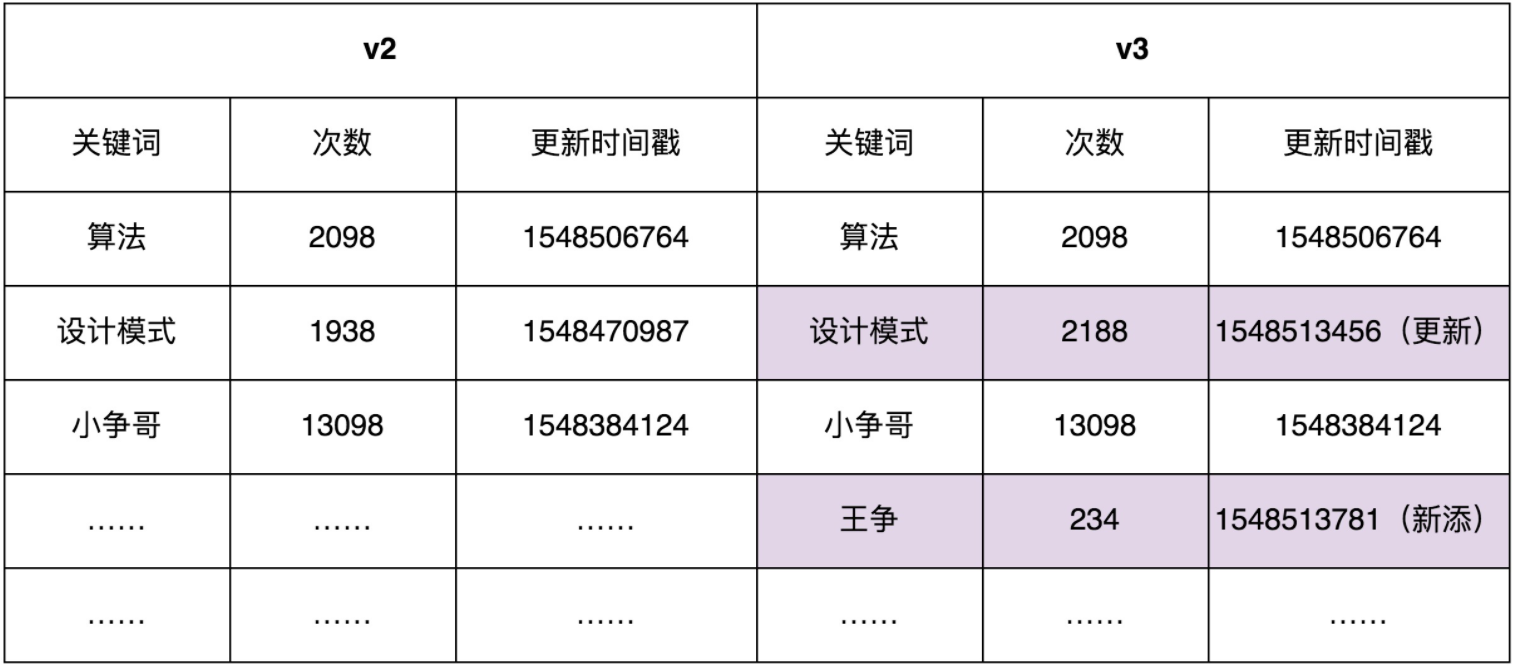 v2 v3
关键词 次数 更新时间戳 关键词 次数 更新时间戳
算法 2098 1548506764 算法 2098 1548506764
设计模式 1938 1548470987 设计模式 2188 1548513456（更新）
小争哥 13098 1548384124 小争哥 13098 1548384124
…… …… …… 王争 234 1548513781（新添）
…… …… …… …… …… ……